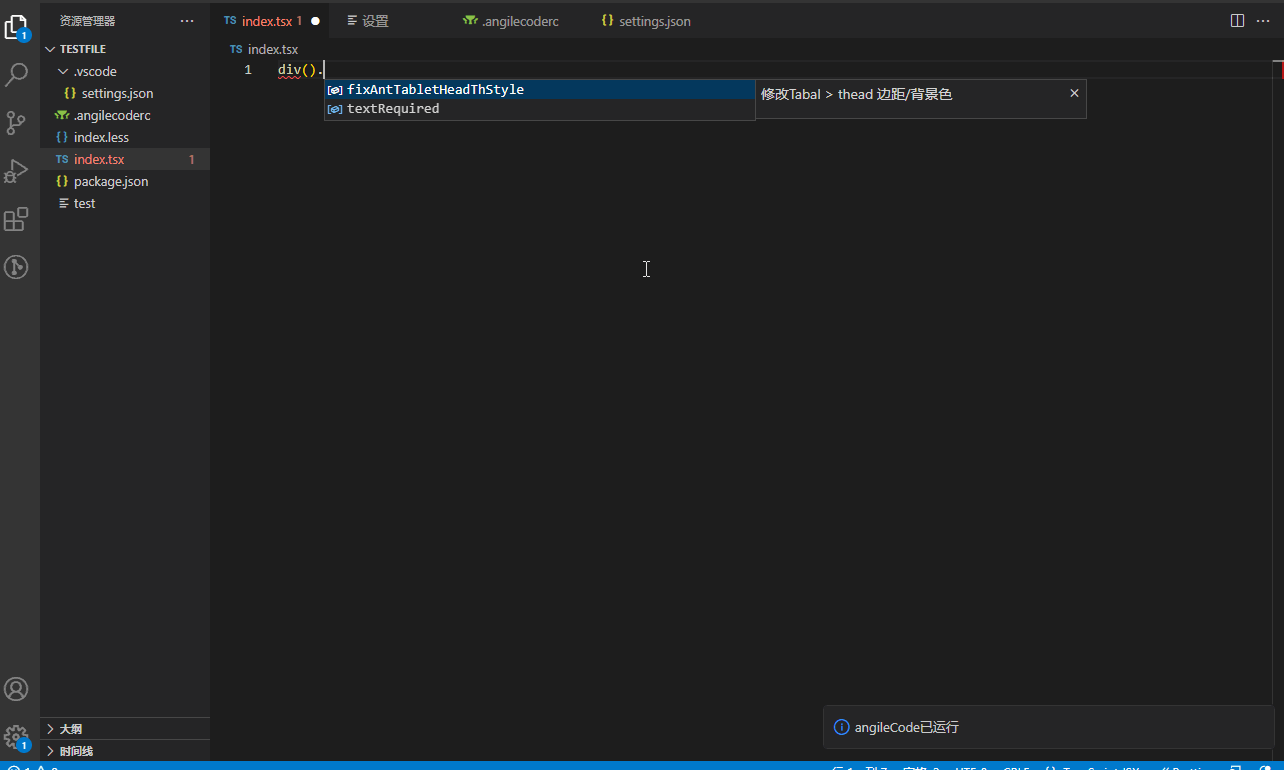 资源管理器
TS index.tsx 1
设置
.angilecoderc
{} settings.json
1
TESTFILE
.vscode
{} settings.json
.angilecoderc
{} index.less
TS index.tsx 1
{} package.json
test
TS index.tsx
1 div().
fixAntTabletHeadThStyle
textRequired
修改Tabal > thead 边距/背景色
angileCode已运行
1
大纲
时间线